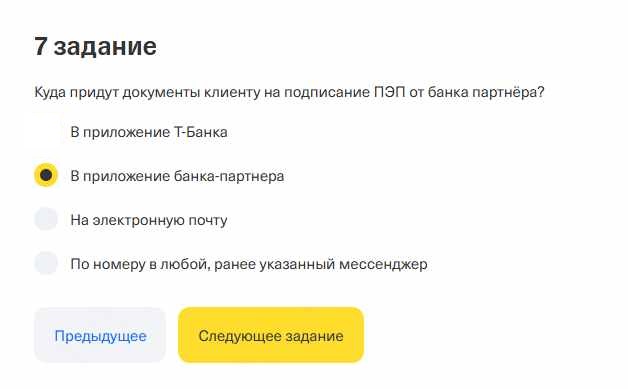 7 задание
Куда придут документы клиенту на подписание ПЭП от банка партнёра?
В приложение Т-Банка
В приложение банка-партнера
На электронную почту
По номеру в любой, ранее указанный мессенджер
Предыдущее
Следующее задание